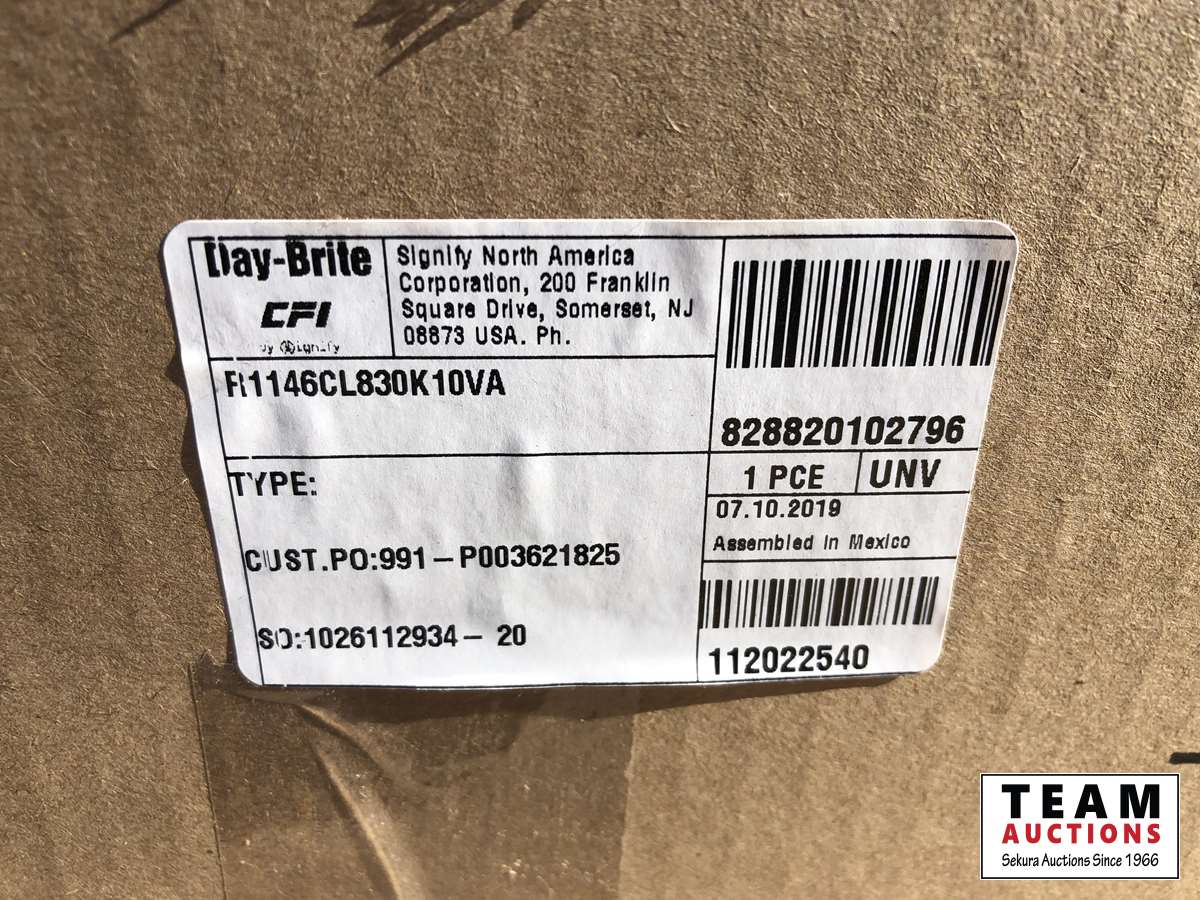 Day-Brite
CFI
by Signify
Signify North America
Corporation, 200 Franklin
Square Drive, Somerset, NJ
08873 USA. Ph.
828820102796
TYPE:
1 PCE
UNV
07.10.2019
Assembled in Mexico
CUST.PO:991-P003621825
SO:1026112934- 20
112022540
TEAM
AUCTIONS
Sekura Auctions Since 1966